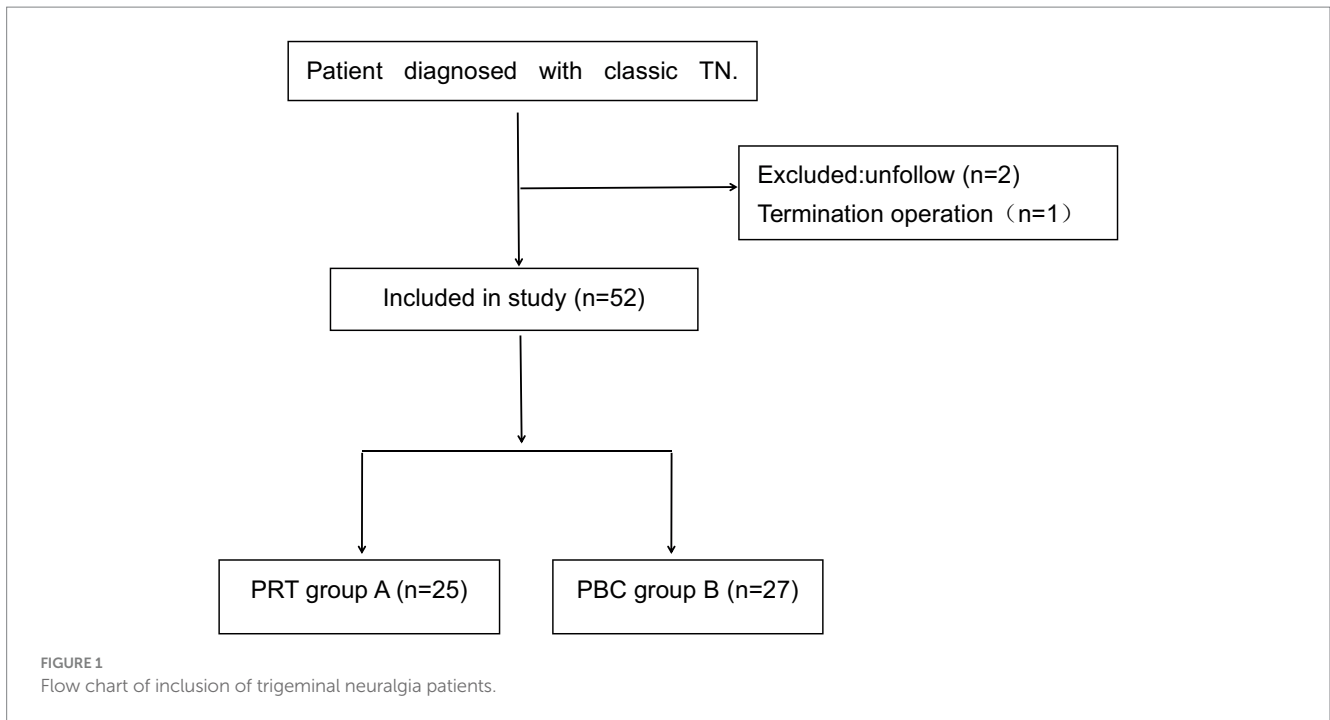 Patient diagnosed with classic TN.
Excluded:unfollow (n=2)
Termination operation（n=1）
Included in study (n=52)
PRT group A (n=25)
PBC group B (n=27)
FIGURE 1
Flow chart of inclusion of trigeminal neuralgia patients.